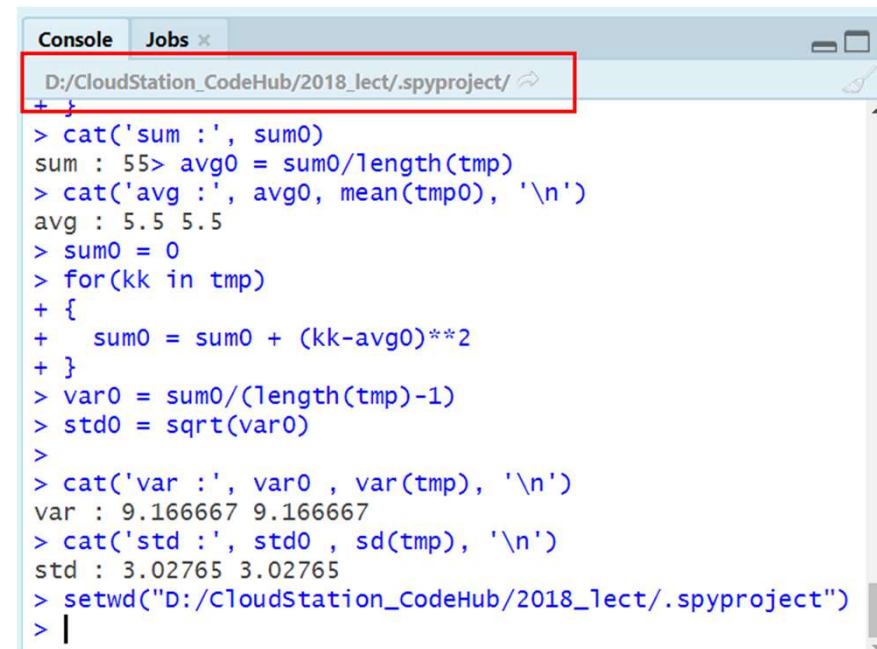 Console Jobs ×
D:/CloudStation_CodeHub/2018_lect/.spyproject/
+ }
> cat('sum :', sum0)
sum : 55> avg0 = sum0/length(tmp)
> cat('avg :', avg0, mean(tmp0), '\n')
avg : 5.5 5.5
> sum0 = 0
> for(kk in tmp)
+ {
+   sum0 = sum0 + (kk-avg0)**2
+ }
> var0 = sum0/(length(tmp)-1)
> std0 = sqrt(var0)
>
> cat('var :', var0 , var(tmp), '\n')
var : 9.166667 9.166667
> cat('std :', std0 , sd(tmp), '\n')
std : 3.02765 3.02765
> setwd("D:/CloudStation_CodeHub/2018_lect/.spyproject")
>